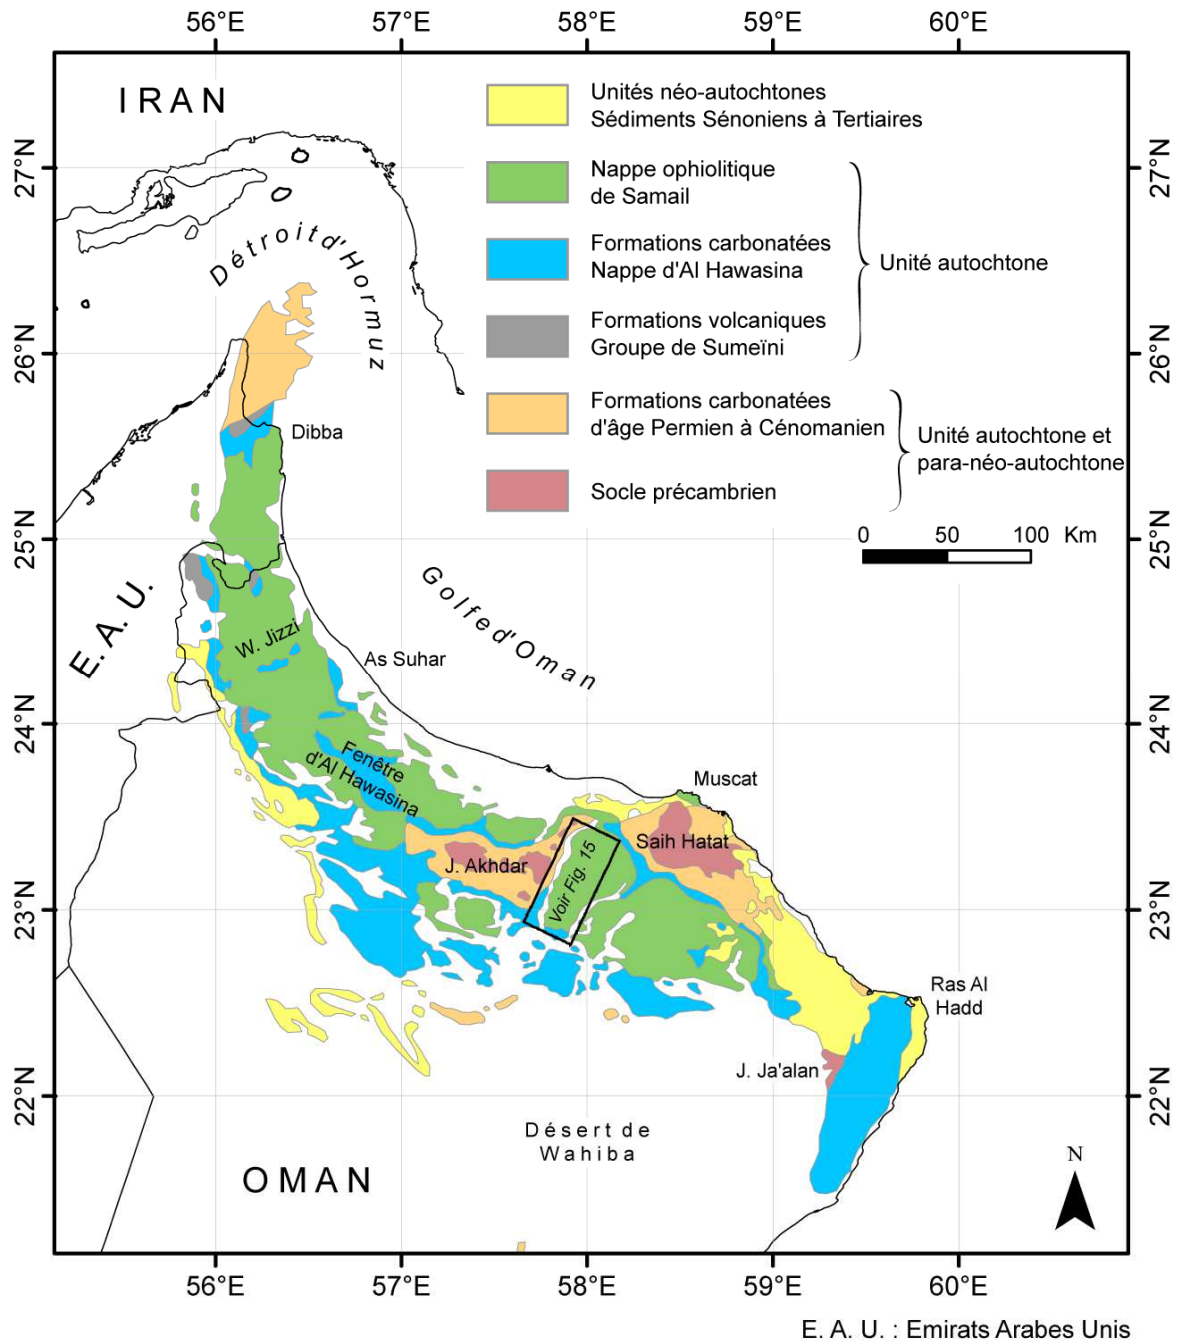 56°E 57°E 58°E 59°E 60°E
IRAN
Unités néo-autochtones
Sédiments Sénoniens à Tertiaires
Nappe ophiolitique
de Samail
Formations carbonatées
Nappe d'Al Hawasina
Unité autochtone
Formations volcaniques
Groupe de Sumeïni
Formations carbonatées
d'âge Permien à Cénomanien
Unité autochtone et
para-néo-autochtone
Socle précambrien
0 50 100 Km
27°N 27°N
26°N 26°N
25°N 25°N
24°N 24°N
23°N 23°N
22°N 22°N
Détroit d'Hormuz
Dibba
E. A. U.
Golfe d'Oman
W. Jizzi
As Suhar
Fenêtre
d'Al Hawasina
Muscat
Saih Hatat
J. Akhdar
Voir Fig. 15
Ras Al
Hadd
J. Ja'alan
Désert de
Wahiba
OMAN
N
56°E 57°E 58°E 59°E 60°E
E. A. U. : Emirats Arabes Unis